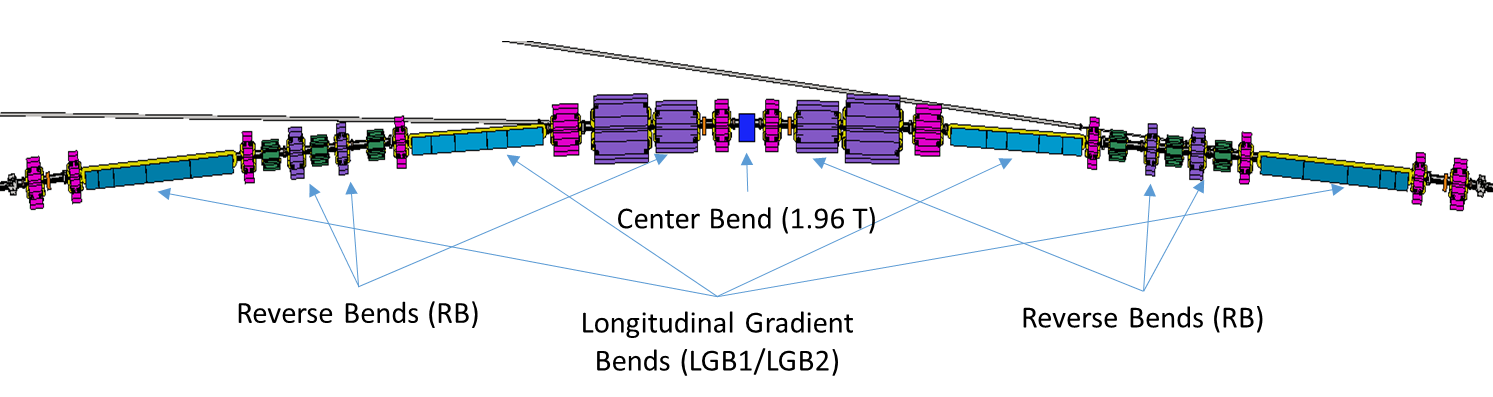 Center Bend (1.96 T)
Reverse Bends (RB)
Longitudinal Gradient
Bends (LGB1/LGB2)
Reverse Bends (RB)